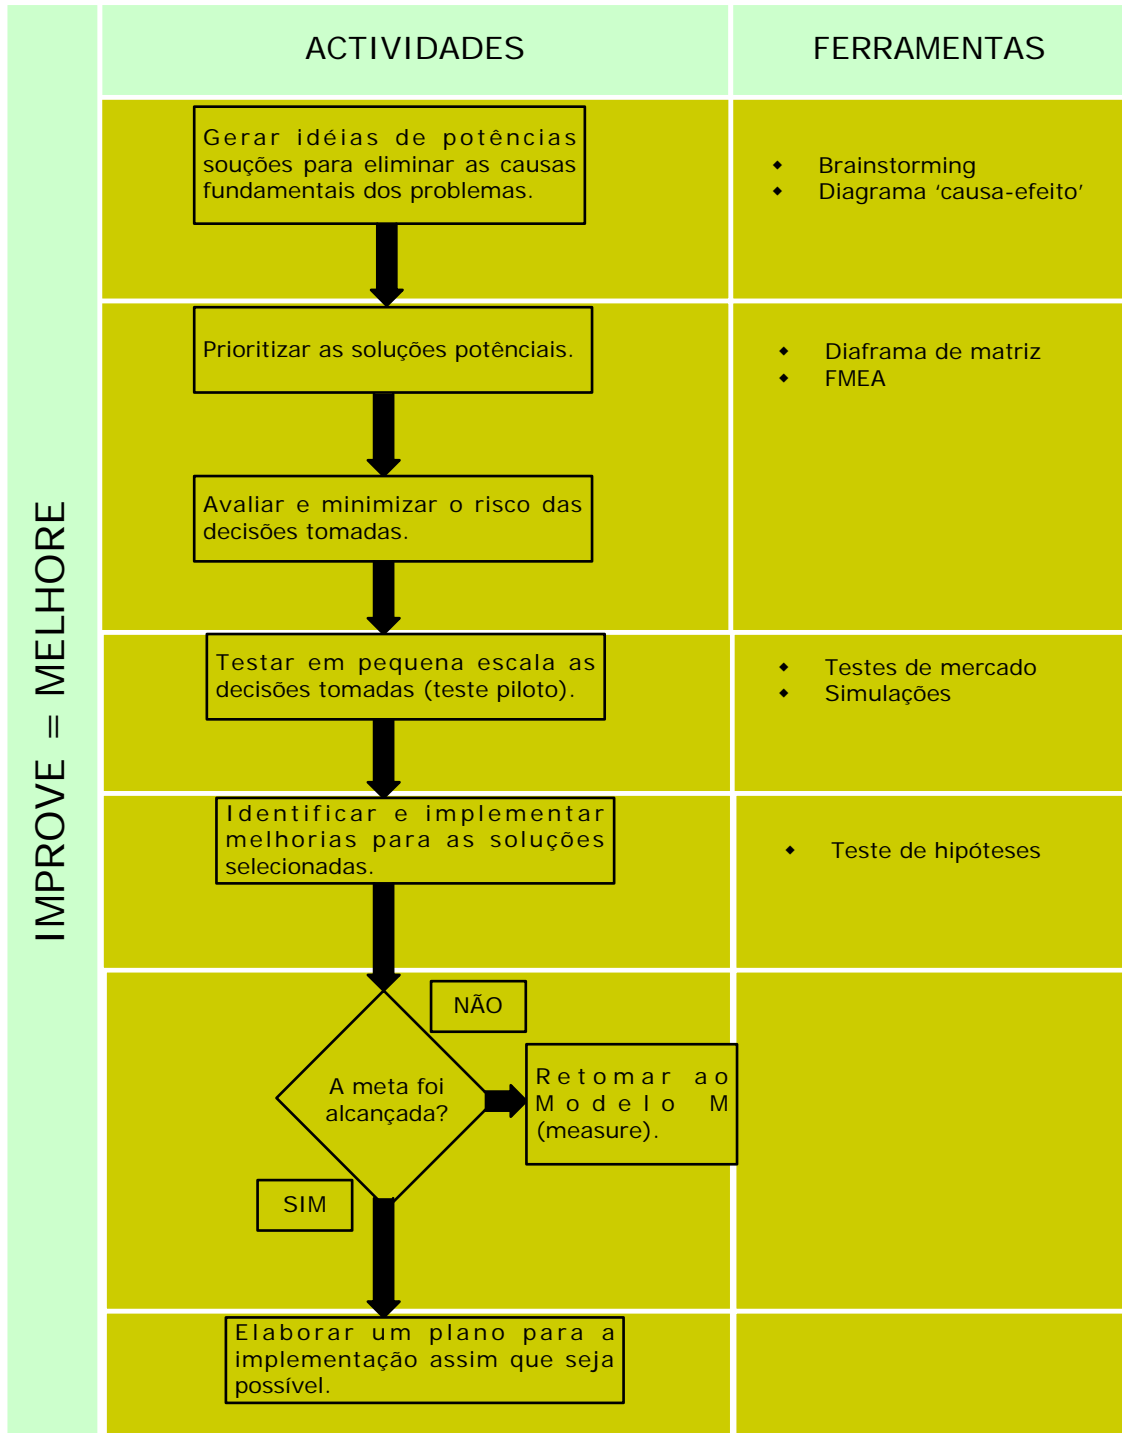 ACTIVIDADES
FERRAMENTAS
IMPROVE = MELHORE
Gerar idéias de potências
souções para eliminar as causas
fundamentais dos problemas.
Brainstorming
Diagrama ‘causa-efeito’
Prioritizar as soluções potênciais.
Diaframa de matriz
FMEA
Avaliar e minimizar o risco das
decisões tomadas.
Testar em pequena escala as
decisões tomadas (teste piloto).
Testes de mercado
Simulações
Identificar e implementar
melhorias para as soluções
selecionadas.
Teste de hipóteses
NÃO
A meta foi
alcançada?
Retomar ao
Modelo M
(measure).
SIM
Elaborar um plano para a
implementação assim que seja
possível.